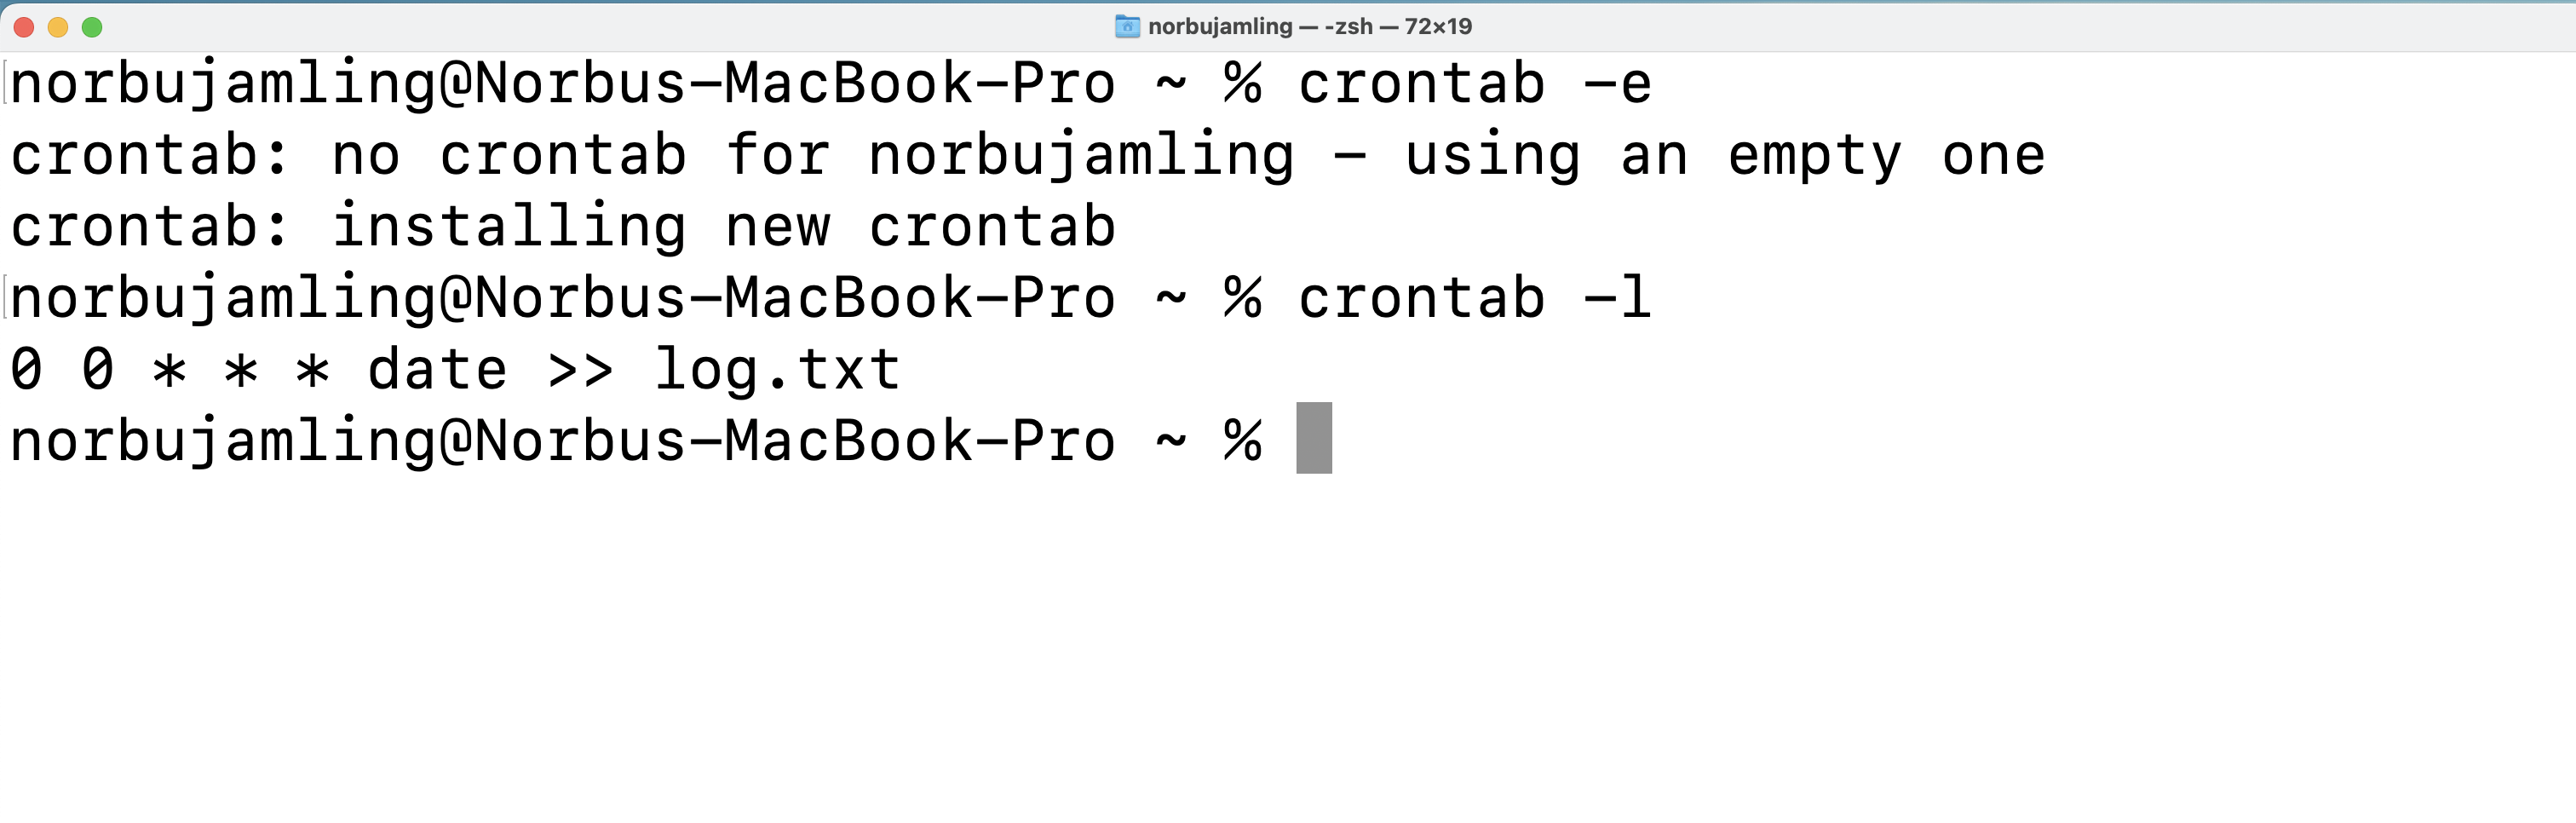 norbujamling — -zsh — 72×19
norbujamling@Norbus-MacBook-Pro ~ % crontab -e
crontab: no crontab for norbujamling - using an empty one
crontab: installing new crontab
norbujamling@Norbus-MacBook-Pro ~ % crontab -l
0 0 * * * date >> log.txt
norbujamling@Norbus-MacBook-Pro ~ %